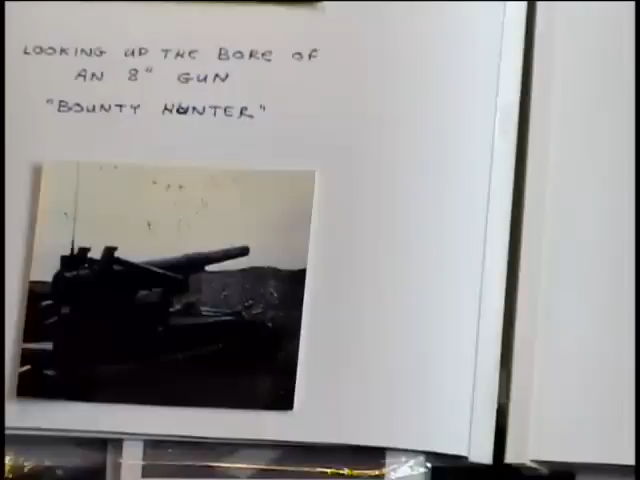 LOOKING UP THE BORE OF
AN 8" GUN
"BOUNTY HUNTER"